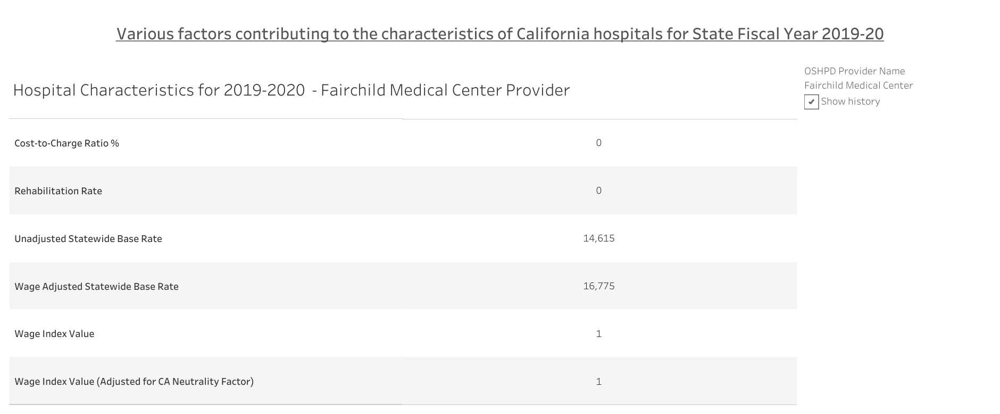 Various factors contributing to the characteristics of California hospitals for State Fiscal Year 2019-20
Hospital Characteristics for 2019-2020 - Fairchild Medical Center Provider
OSHPD Provider Name
Fairchild Medical Center
Show history
Cost-to-Charge Ratio % 0
Rehabilitation Rate 0
Unadjusted Statewide Base Rate 14,615
Wage Adjusted Statewide Base Rate 16,775
Wage Index Value 1
Wage Index Value (Adjusted for CA Neutrality Factor) 1